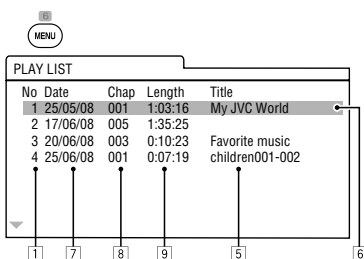 6
MENU
PLAY LIST
No Date Chap Length Title
1 25/05/08 001 1:03:16 My JVC World
2 17/06/08 005 1:35:25
3 20/06/08 003 0:10:23 Favorite music
4 25/06/08 001 0:07:19 children001-002
1 7 8 9 5 6